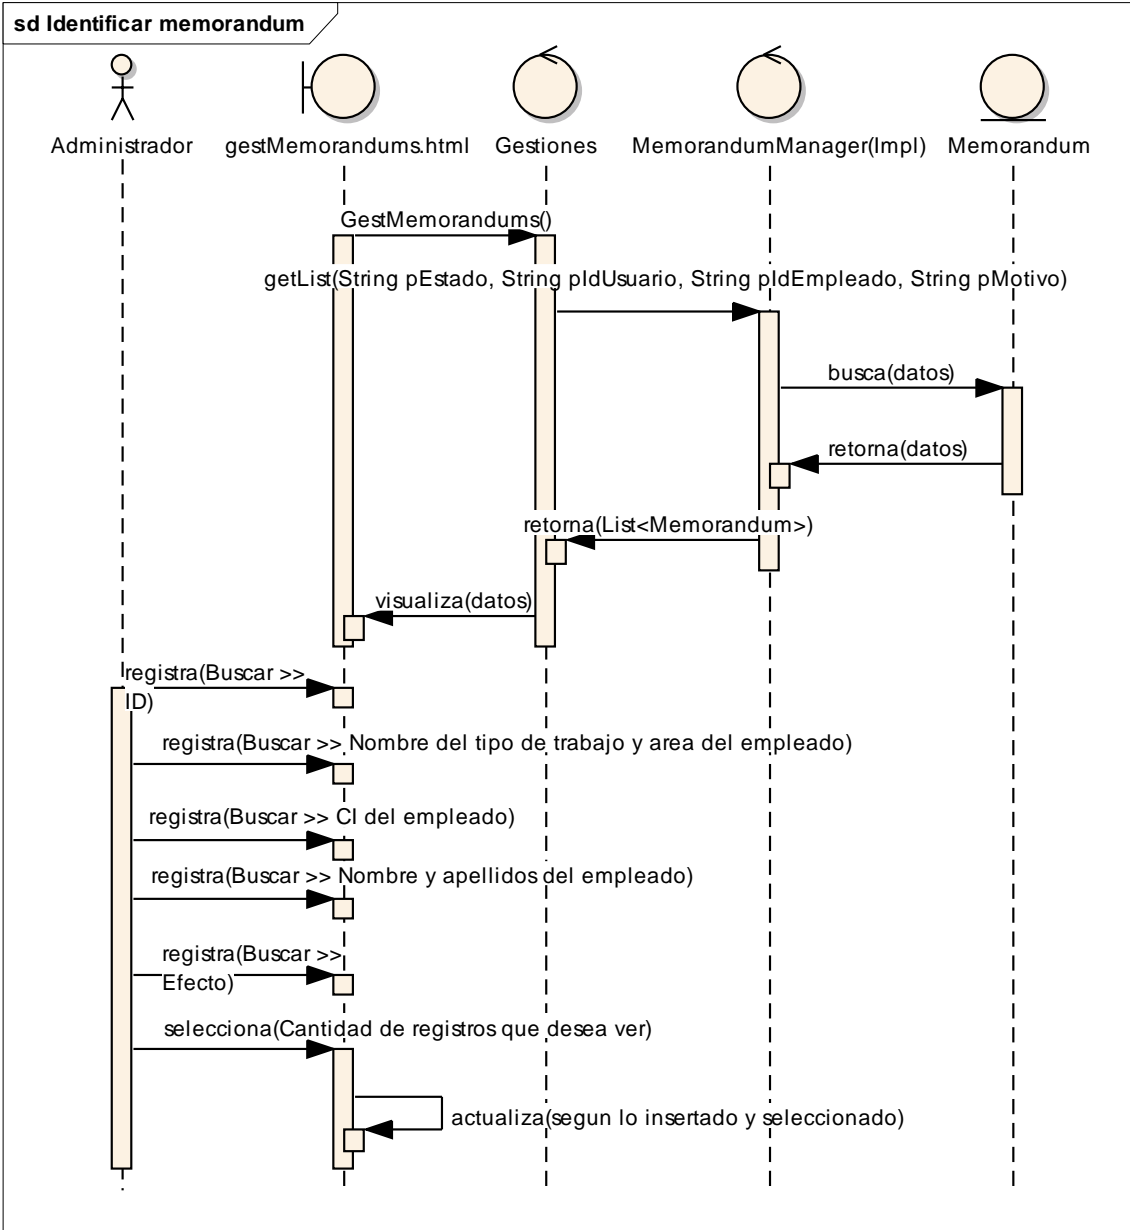 sd Identificar memorandum
Administrador
gestMemorandums.html
Gestiones
MemorandumManager(Impl)
Memorandum
GestMemorandums()
getList(String pEstado, String pIdUsuario, String pIdEmpleado, String pMotivo)
busca(datos)
retorna(datos)
retorna(List<Memorandum>)
visualiza(datos)
registra(Buscar >>
ID)
registra(Buscar >> Nombre del tipo de trabajo y area del empleado)
registra(Buscar >> CI del empleado)
registra(Buscar >> Nombre y apellidos del empleado)
registra(Buscar >>
Efecto)
selecciona(Cantidad de registros que desea ver)
actualiza(segun lo insertado y seleccionado)